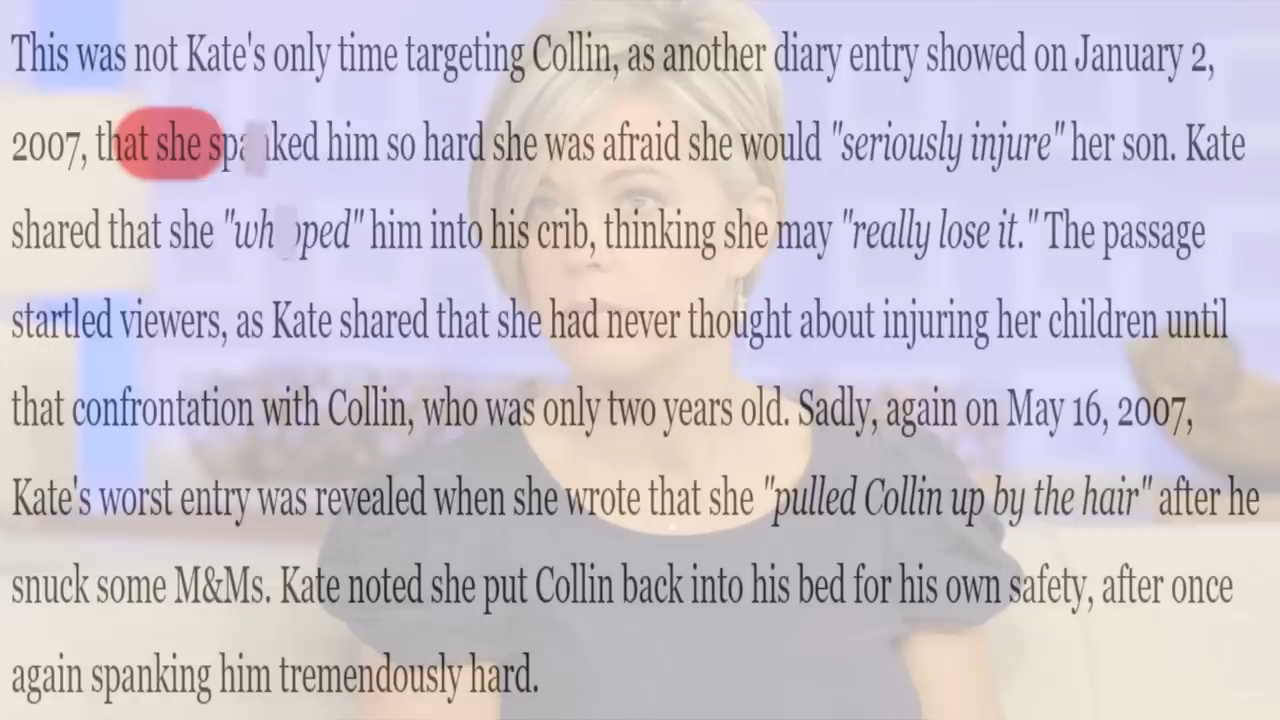 This was not Kate's only time targeting Collin, as another diary entry showed on January 2,
2007, that she spa ked him so hard she was afraid she would "seriously injure" her son. Kate
shared that she "wh pped" him into his crib, thinking she may "really lose it." The passage
startled viewers, as Kate shared that she had never thought about injuring her children until
that confrontation with Collin, who was only two years old. Sadly, again on May 16, 2007,
Kate's worst entry was revealed when she wrote that she "pulled Collin up by the hair" after he
snuck some M&Ms. Kate noted she put Collin back into his bed for his own safety, after once
again spanking him tremendously hard.